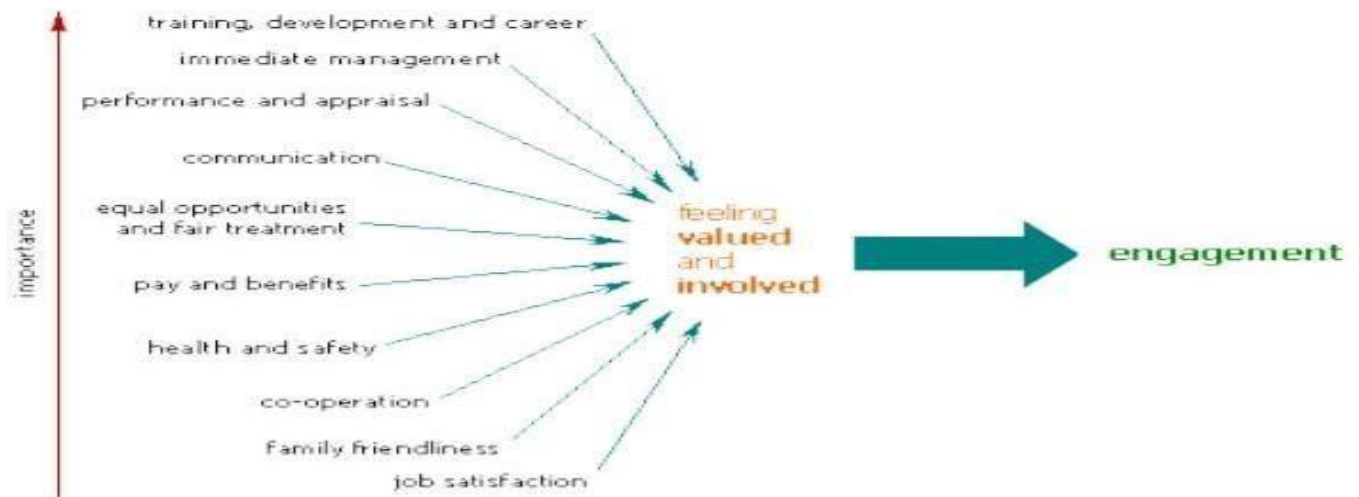 training, development and career
immediate management
performance and appraisal
communication
equal opportunities
and fair treatment
pay and benefits
health and safety
co-operation
family friendliness
job satisfaction
importance
feeling
valued
and
involved
engagement